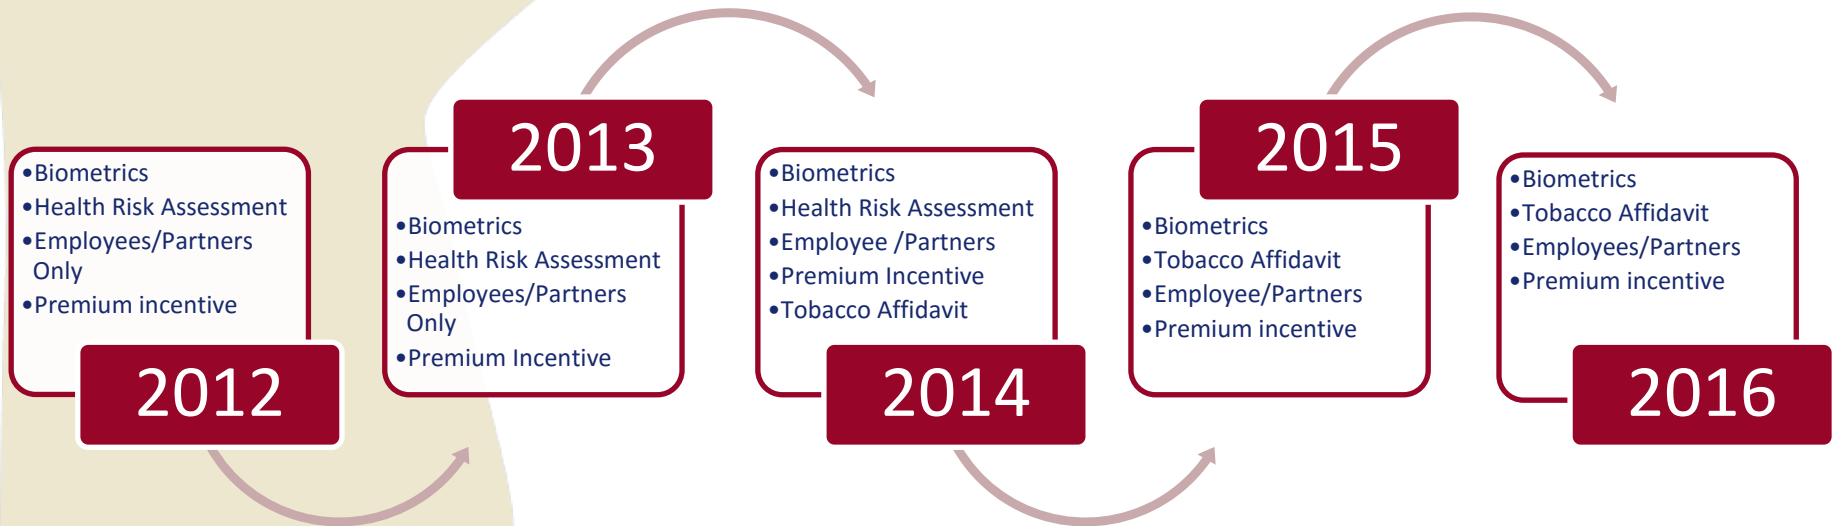 •Biometrics
•Health Risk Assessment
•Employees/Partners
Only
•Premium incentive
2012
2013
•Biometrics
•Health Risk Assessment
•Employees/Partners
Only
•Premium Incentive
•Biometrics
•Health Risk Assessment
•Employee /Partners
•Premium Incentive
•Tobacco Affidavit
2014
2015
•Biometrics
•Tobacco Affidavit
•Employee/Partners
•Premium incentive
•Biometrics
•Tobacco Affidavit
•Employees/Partners
•Premium incentive
2016